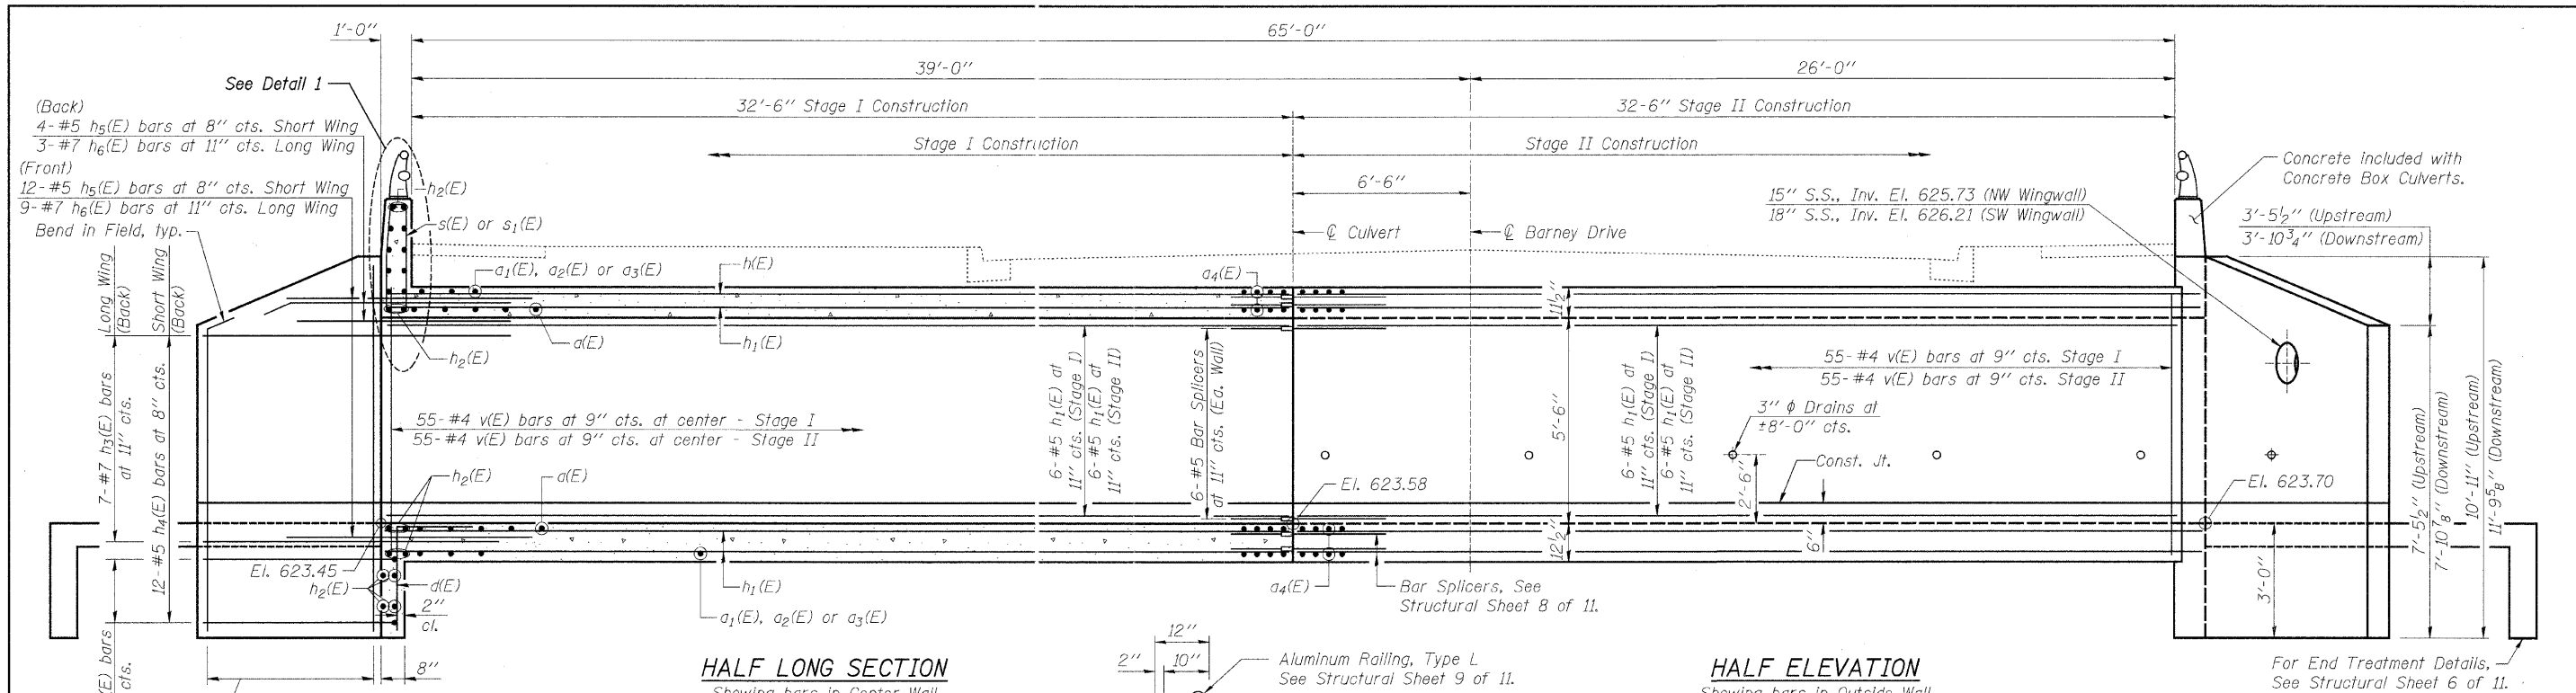 1'-0"
65'-0"
39'-0"
26'-0"
See Detail 1
32'-6" Stage I Construction
32-6" Stage II Construction
(Back)
4-#5 h5(E) bars at 8" cts. Short Wing
3-#7 h6(E) bars at 11" cts. Long Wing
(Front)
12-#5 h5(E) bars at 8" cts. Short Wing
9-#7 h6(E) bars at 11" cts. Long Wing
Bend in Field, typ.
Stage I Construction
Stage II Construction
h2(E)
s(E) or s1(E)
6'-6"
15" S.S., Inv. El. 625.73 (NW Wingwall)
18" S.S., Inv. El. 626.21 (SW Wingwall)
Concrete included with
Concrete Box Culverts.
3'-5½" (Upstream)
3'-10¾" (Downstream)
℄ Culvert
℄ Barney Drive
a1(E), a2(E) or a3(E)
h(E)
a4(E)
Long Wing
(Back)
Short Wing
(Back)
11½"
h2(E)
a(E)
h1(E)
7-#7 h3(E) bars
at 11" cts.
12-#5 h4(E) bars at 8" cts.
6-#5 h1(E) at
11" cts. (Stage I)
6-#5 h1(E) at
11" cts. (Stage II)
6-#5 Bar Splicers
at 11" cts. (Ea. Wall)
5'-6"
6-#5 h1(E) at
11" cts. (Stage I)
6-#5 h1(E) at
11" cts. (Stage II)
55-#4 v(E) bars at 9" cts. Stage I
55-#4 v(E) bars at 9" cts. Stage II
55-#4 v(E) bars at 9" cts. at center - Stage I
55-#4 v(E) bars at 9" cts. at center - Stage II
3" ϕ Drains at
±8'-0" cts.
7'-5½" (Upstream)
7'-10⅞" (Downstream)
10'-11" (Upstream)
11'-9⅝" (Downstream)
h2(E)
a(E)
El. 623.58
2'-6"
Const. Jt.
El. 623.70
El. 623.45
h2(E)
d(E)
2"
cl.
h1(E)
a1(E), a2(E) or a3(E)
12½"
6"
a4(E)
Bar Splicers, See
Structural Sheet 8 of 11.
3'-0"
(E) bars
cts.
8"
HALF LONG SECTION
Showing bars in Center Wall
12"
2"
10"
Aluminum Railing, Type L
See Structural Sheet 9 of 11.
HALF ELEVATION
Showing bars in Outside Wall
For End Treatment Details,
See Structural Sheet 6 of 11.